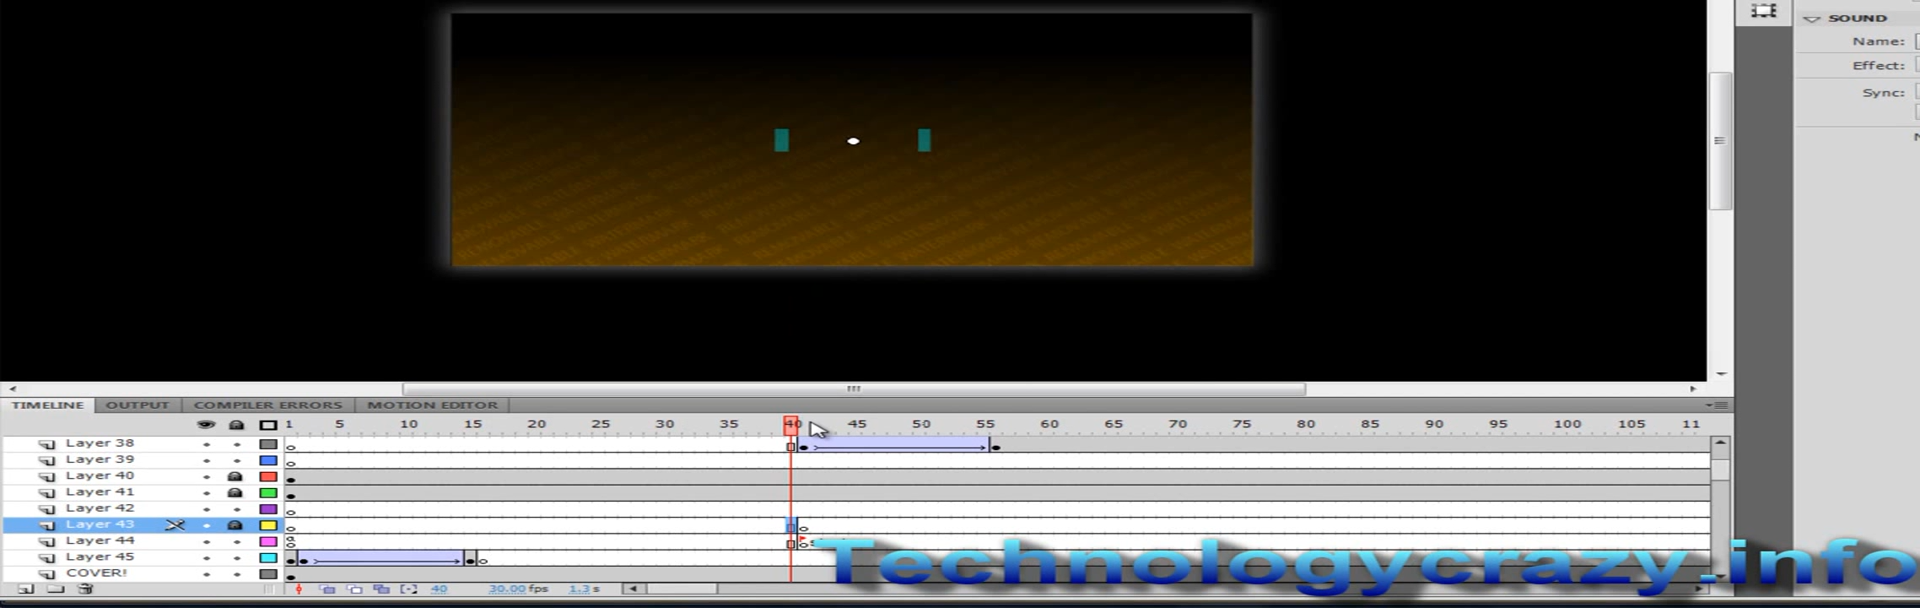 SOUND
Name:
Effect:
Sync:
REMOVABLE WATERMARK
TIMELINE OUTPUT COMPILER ERRORS MOTION EDITOR
1 5 10 15 20 25 30 35 40 45 50 55 60 65 70 75 80 85 90 95 100 105 11
Layer 38
Layer 39
Layer 40
Layer 41
Layer 42
Layer 43
Layer 44
Layer 45
COVER!
40 30.00 fps 1.3 s
Technologycrazy.info